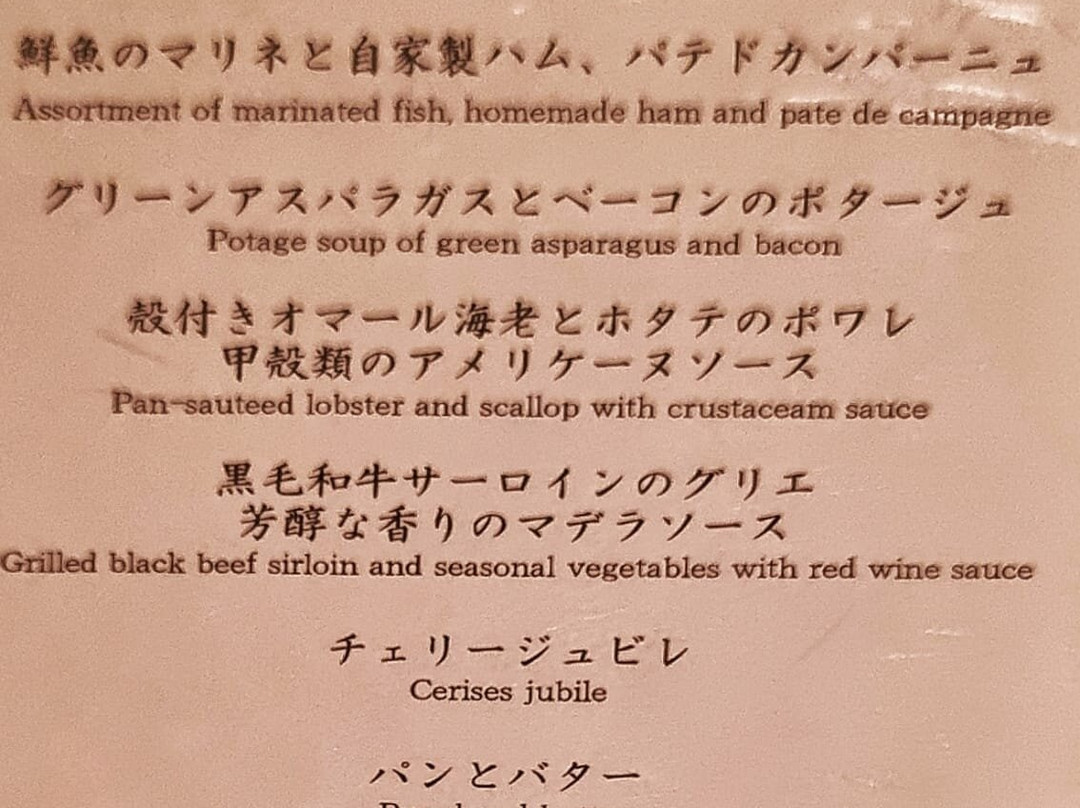 鮮魚のマリネと自家製ハム、パテドカンパーニュ
Assortment of marinated fish, homemade ham and pate de campagne
グリーンアスパラガスとベーコンのポタージュ
Potage soup of green asparagus and bacon
殻付きオマール海老とホタテのポワレ
甲殻類のアメリケーヌソース
Pan-sauteed lobster and scallop with crustaceam sauce
黒毛和牛サーロインのグリエ
芳醇な香りのマデラソース
Grilled black beef sirloin and seasonal vegetables with red wine sauce
チェリージュビレ
Cerises jubile
パンとバター